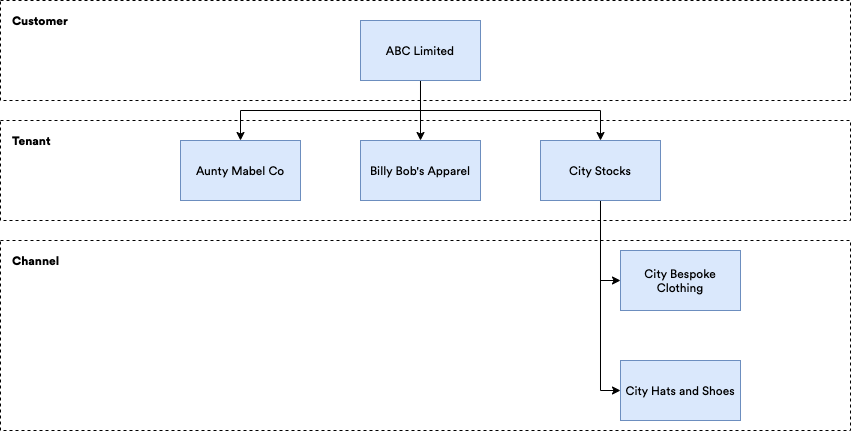 Customer
ABC Limited
Tenant
Aunty Mabel Co
Billy Bob's Apparel
City Stocks
Channel
City Bespoke
Clothing
City Hats and Shoes